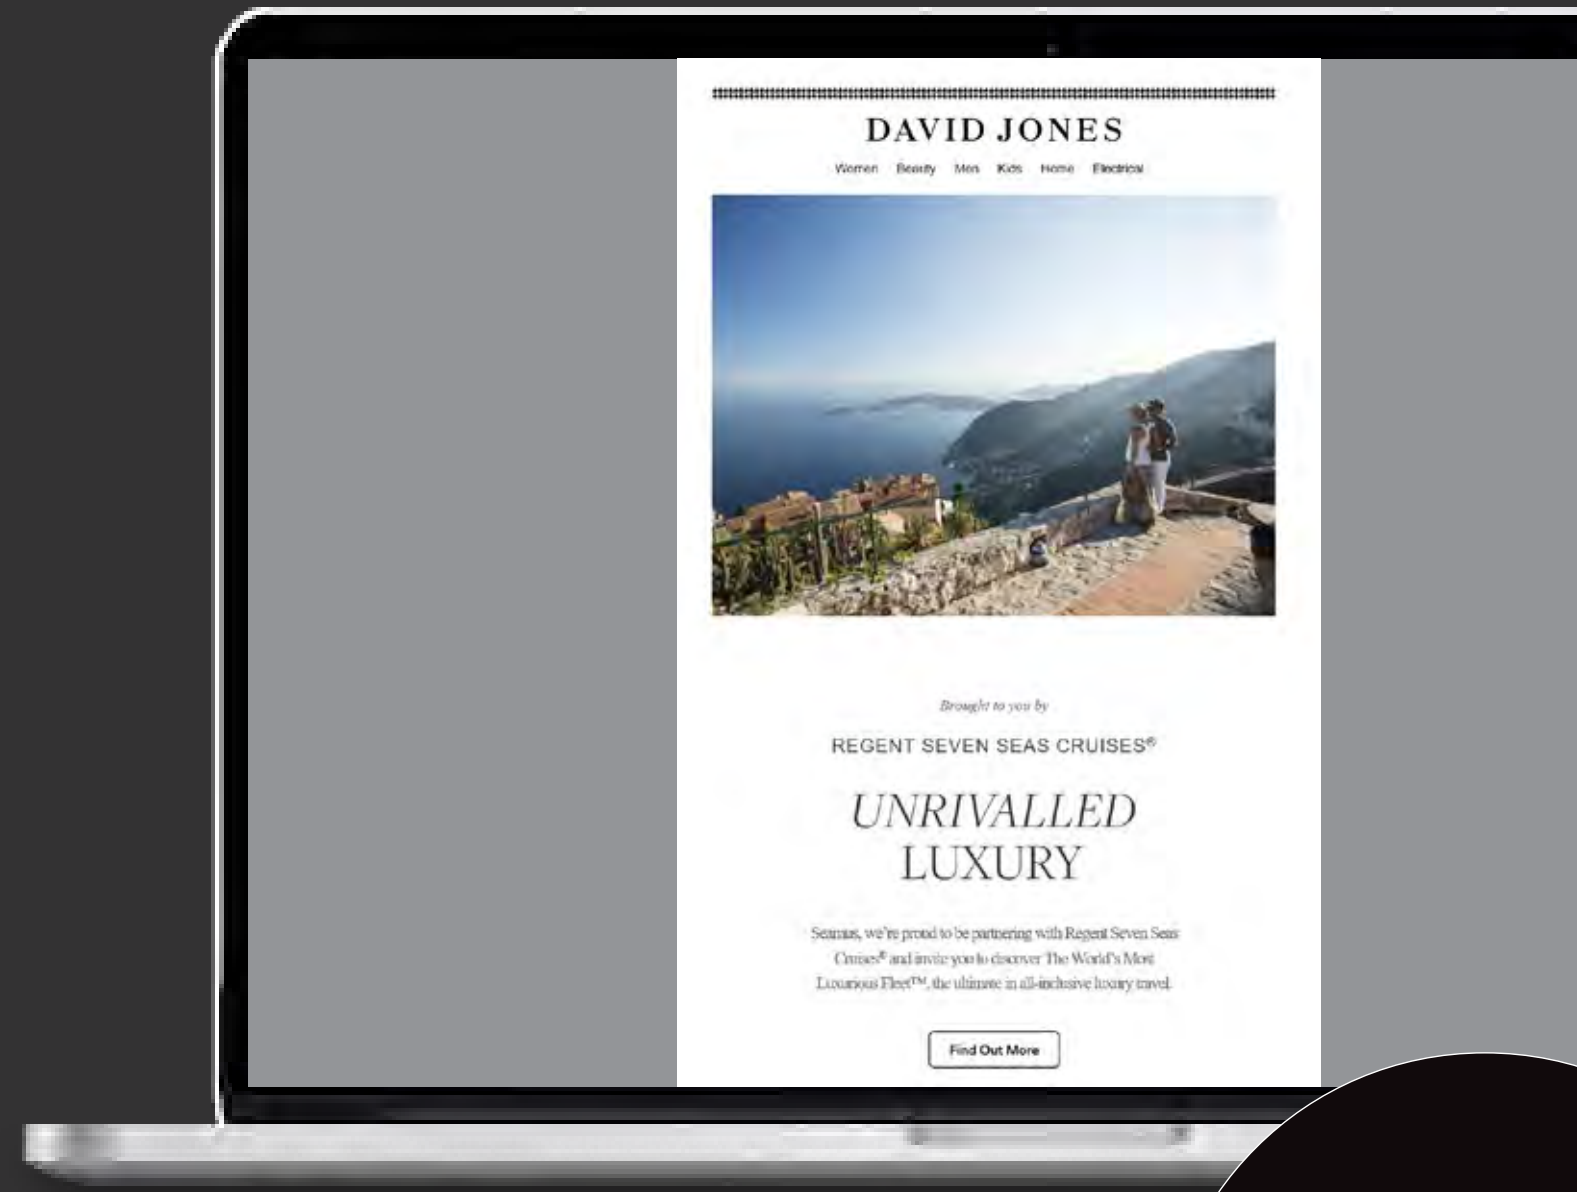 DAVID JONES
Women Beauty Men Kids Home Electrical
Brought to you by
REGENT SEVEN SEAS CRUISES®
UNRIVALLED
LUXURY
Seamus, we're proud to be partnering with Regent Seven Seas
Cruises® and invite you to discover The World's Most
Luxurious Fleet™, the ultimate in all-inclusive luxury travel.
Find Out More